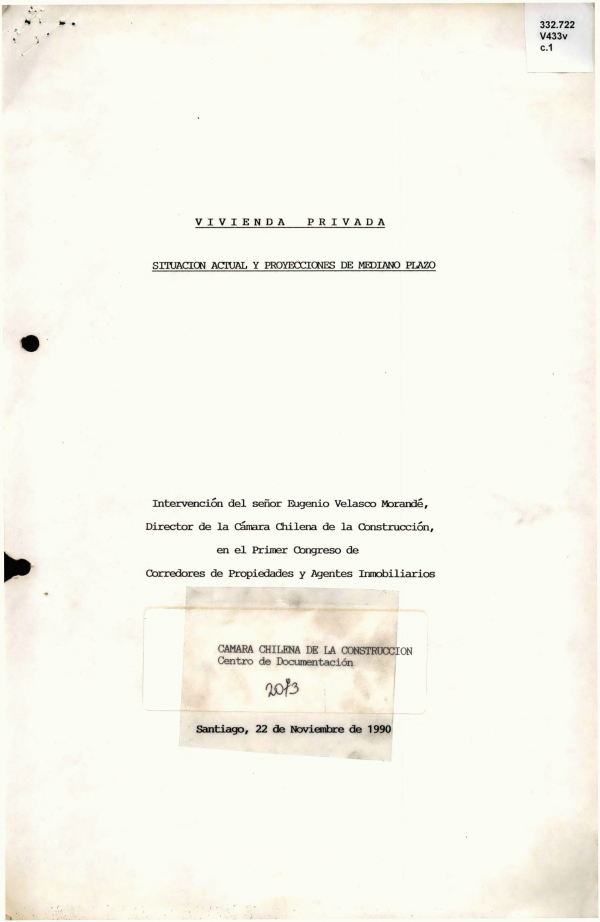 332.722
V433v
c.1
VIVIENDA PRIVADA
SITUACION ACTUAL Y PROYECCIONES DE MEDIANO PLAZO
Intervención del señor Eugenio Velasco Morandé,
Director de la Cámara Chilena de la Construcción,
en el Primer Congreso de
Corredores de Propiedades y Agentes Inmobiliarios
CAMARA CHILENA DE LA CONSTRUCCION
Centro de Documentación
2013
Santiago, 22 de Noviembre de 1990